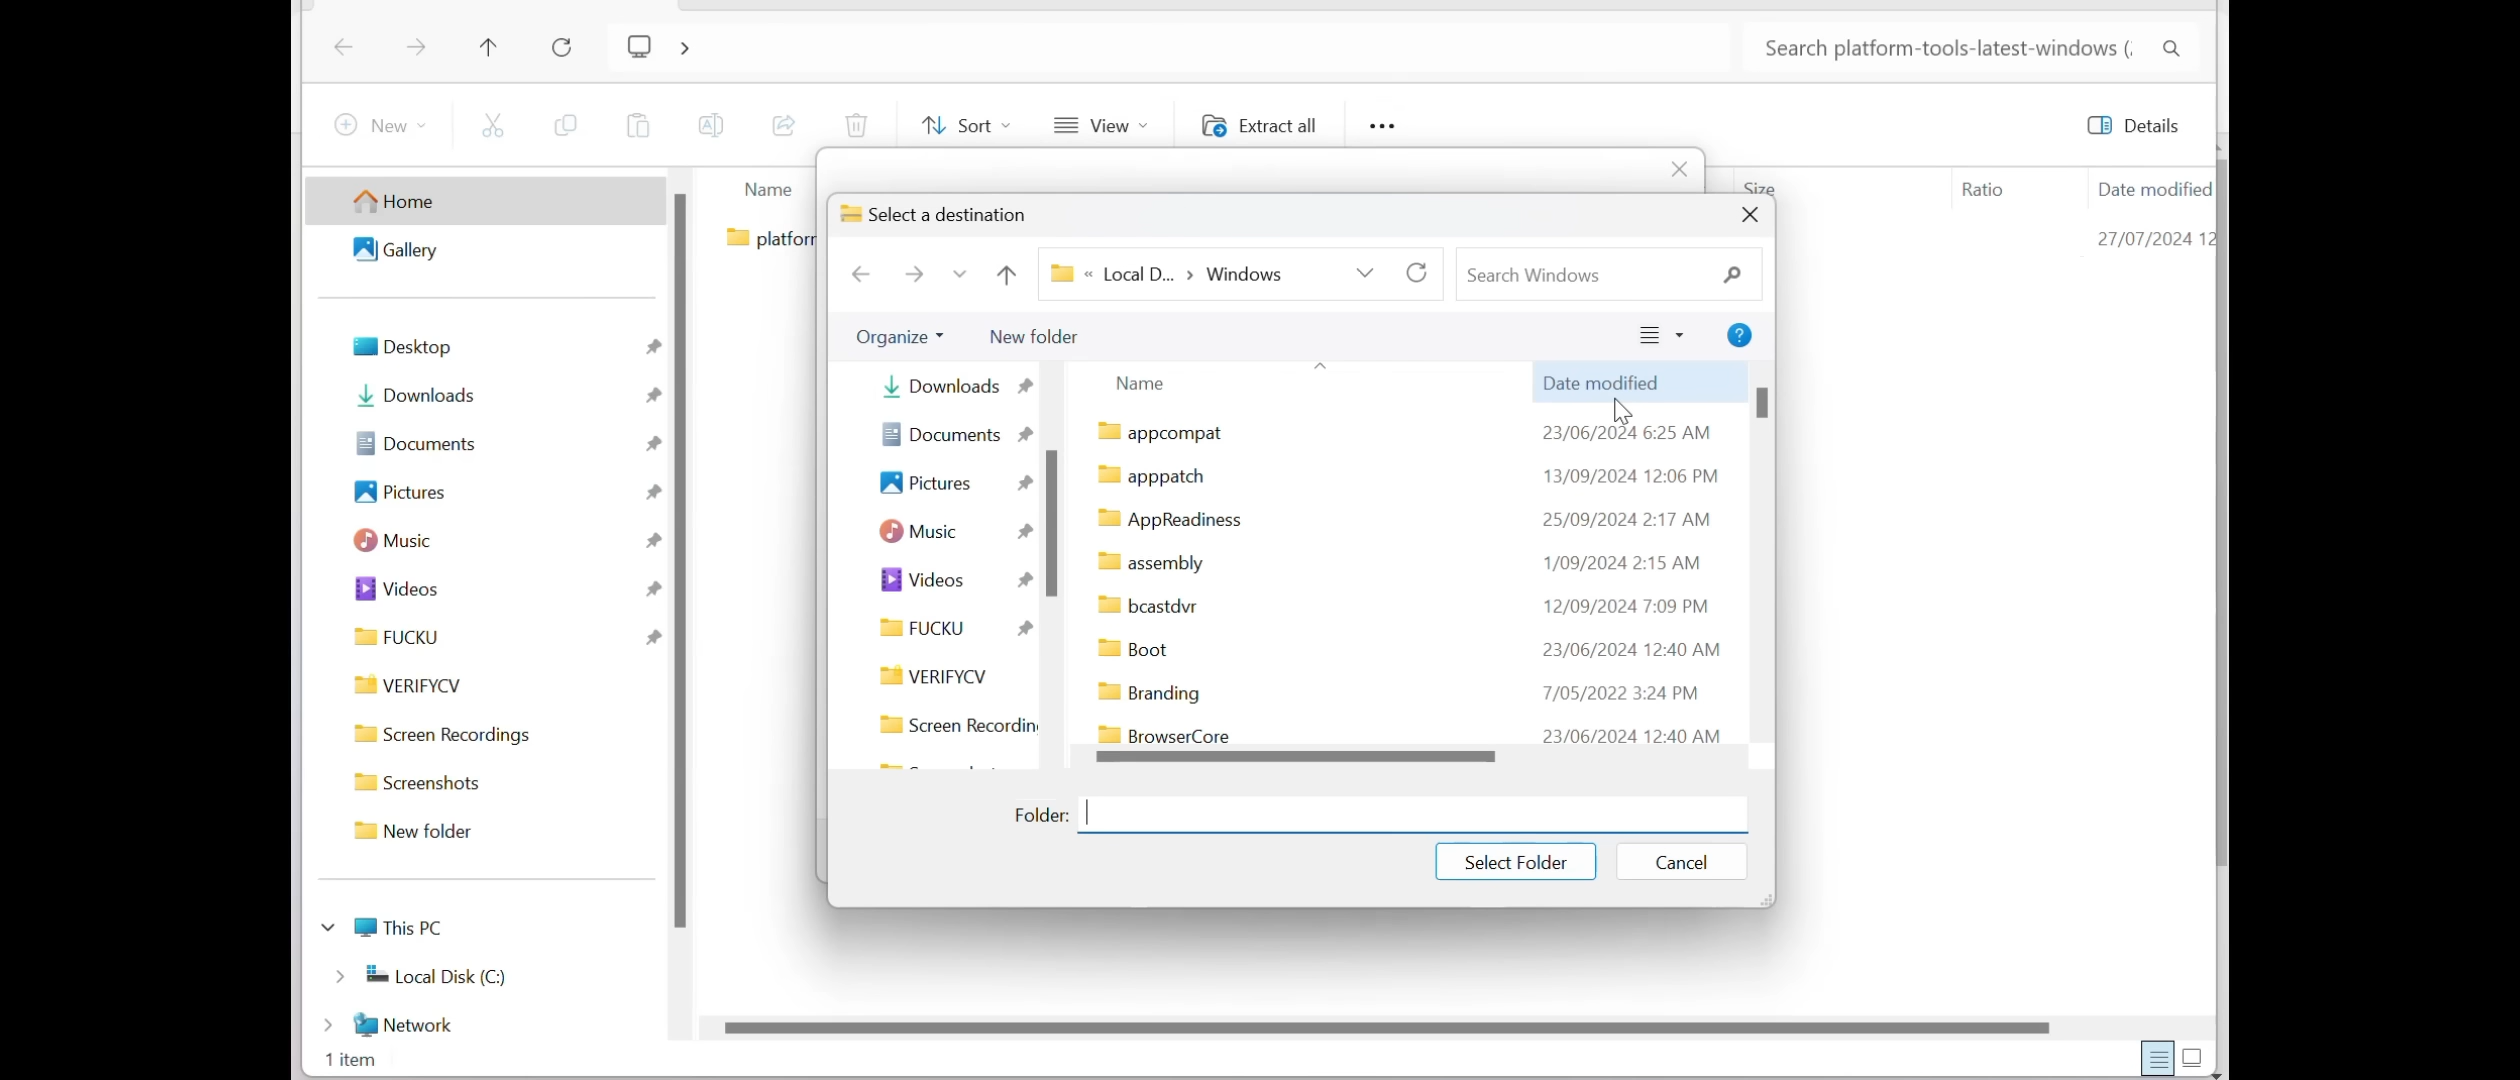 Search platform-tools-latest-windows (
New
Sort
View
Extract all
Details
Home
Gallery
Desktop
Downloads
Documents
Pictures
Music
Videos
FUCKU
VERIFYCV
Screen Recordings
Screenshots
New folder
This PC
Local Disk (C:)
Network
1 item
Name
Size
Ratio
Date modified
27/07/2024 12
Select a destination
« Local D... › Windows
Search Windows
Organize
New folder
Downloads
Documents
Pictures
Music
Videos
FUCKU
VERIFYCV
Name
Date modified
appcompat 23/06/2024 6:25 AM
apppatch 13/09/2024 12:06 PM
AppReadiness 25/09/2024 2:17 AM
assembly 1/09/2024 2:15 AM
bcastdvr 12/09/2024 7:09 PM
Boot 23/06/2024 12:40 AM
Branding 7/05/2022 3:24 PM
Screen
BrowserCore 23/06/2024 12:40 AM
Folder:
Select Folder
Cancel